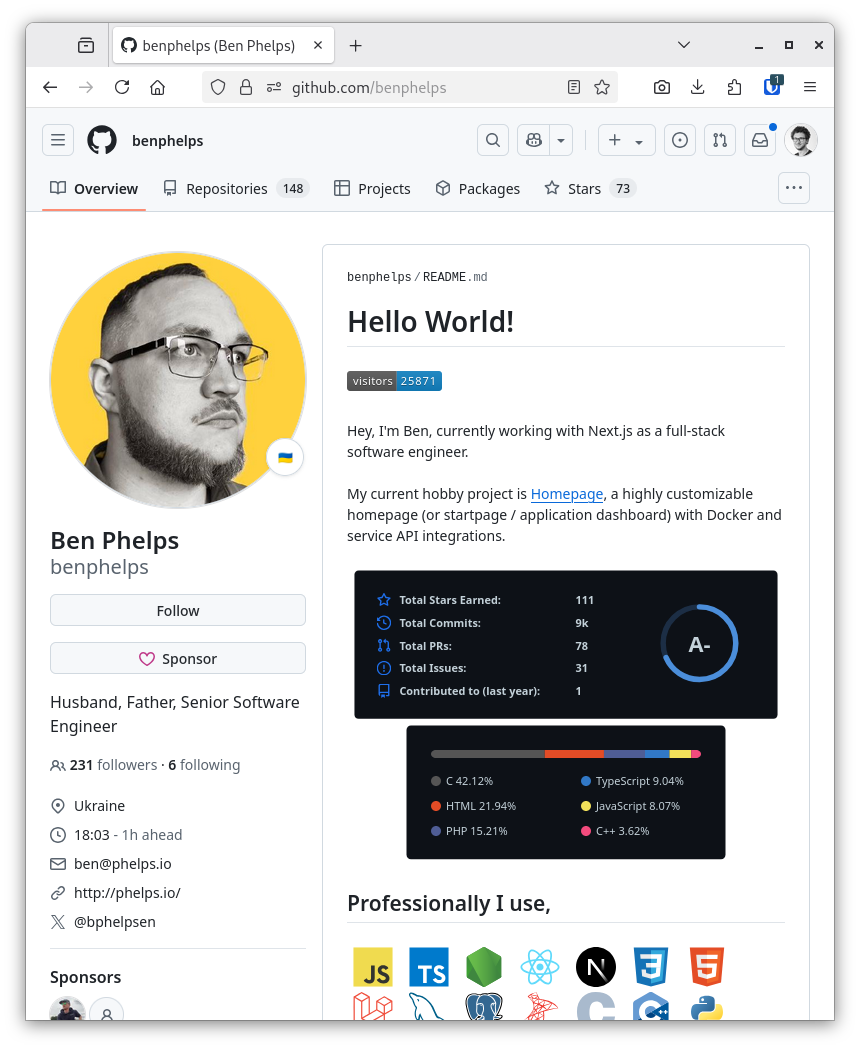 benphelps (Ben Phelps)
github.com/benphelps
1
benphelps
Overview
Repositories 148
Projects
Packages
Stars 73
benphelps / README.md
Hello World!
visitors 25871
Hey, I'm Ben, currently working with Next.js as a full-stack
software engineer.
My current hobby project is Homepage, a highly customizable
homepage (or startpage / application dashboard) with Docker and
service API integrations.
Total Stars Earned: 111
Total Commits: 9k
Total PRs: 78
Total Issues: 31
Contributed to (last year): 1
A-
C 42.12%
TypeScript 9.04%
HTML 21.94%
JavaScript 8.07%
PHP 15.21%
C++ 3.62%
Professionally I use,
JS
TS
N
3
5
C
C++
Ben Phelps
benphelps
Follow
Sponsor
Husband, Father, Senior Software
Engineer
231 followers · 6 following
Ukraine
18:03 - 1h ahead
ben@phelps.io
http://phelps.io/
@bphelpsen
Sponsors